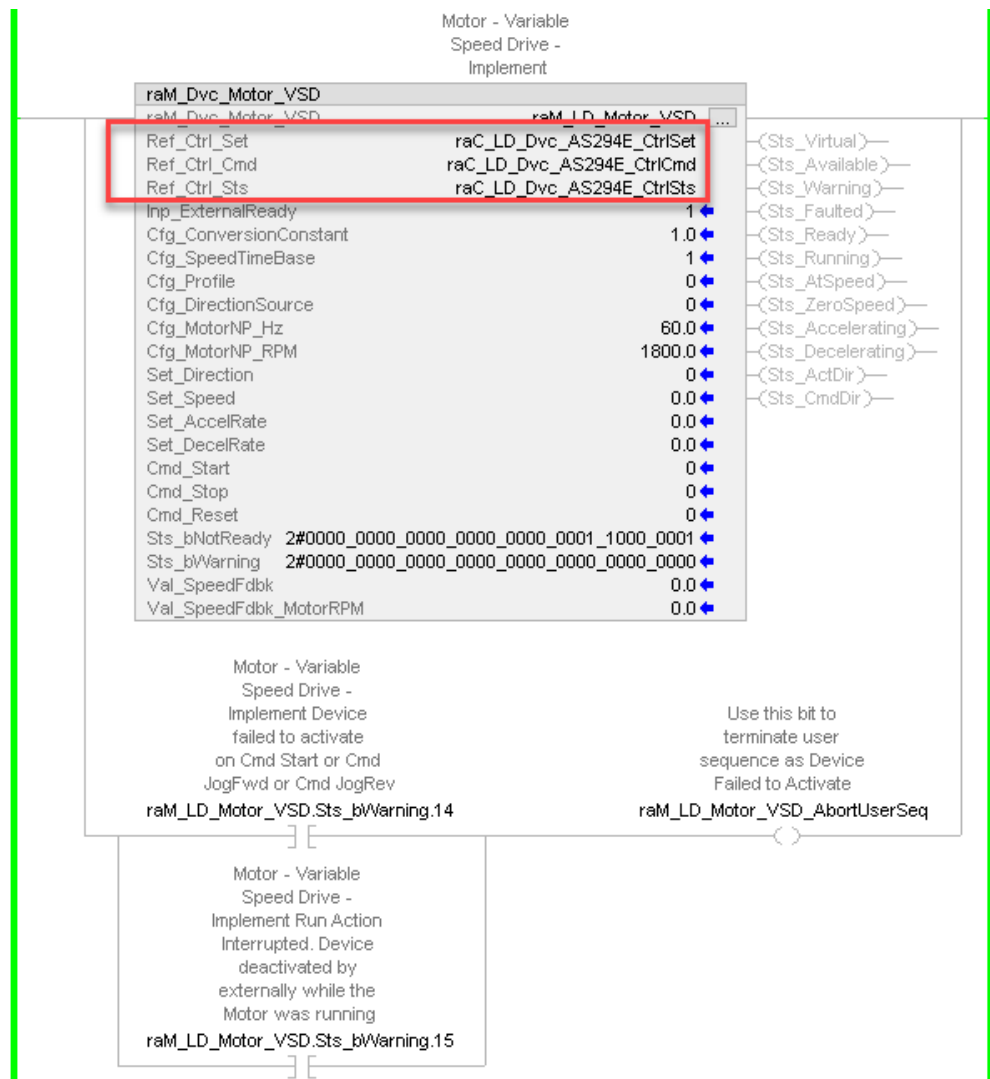 Motor - Variable
Speed Drive -
Implement
raM_Dvc_Motor_VSD
raM_Dvc_Motor_VSD raM_LD_Motor_VSD ...
Ref_Ctrl_Set raC_LD_Dvc_AS294E_CtrlSet (Sts_Virtual)
Ref_Ctrl_Cmd raC_LD_Dvc_AS294E_CtrlCmd (Sts_Available)
Ref_Ctrl_Sts raC_LD_Dvc_AS294E_CtrlSts (Sts_Warning)
Inp_ExternalReady 1 (Sts_Faulted)
Cfg_ConversionConstant 1.0 (Sts_Ready)
Cfg_SpeedTimeBase 1 (Sts_Running)
Cfg_Profile 0 (Sts_AtSpeed)
Cfg_DirectionSource 0 (Sts_ZeroSpeed)
Cfg_MotorNP_Hz 60.0 (Sts_Accelerating)
Cfg_MotorNP_RPM 1800.0 (Sts_Decelerating)
Set_Direction 0 (Sts_ActDir)
Set_Speed 0.0 (Sts_CmdDir)
Set_AccelRate 0.0
Set_DecelRate 0.0
Cmd_Start 0
Cmd_Stop 0
Cmd_Reset 0
Sts_bNotReady 2#0000_0000_0000_0000_0000_0001_1000_0001
Sts_bWarning 2#0000_0000_0000_0000_0000_0000_0000_0000
Val_SpeedFdbk 0.0
Val_SpeedFdbk_MotorRPM 0.0
Motor - Variable
Speed Drive -
Implement Device
failed to activate
on Cmd Start or Cmd
JogFwd or Cmd JogRev
raM_LD_Motor_VSD.Sts_bWarning.14
Use this bit to
terminate user
sequence as Device
Failed to Activate
raM_LD_Motor_VSD_AbortUserSeq
Motor - Variable
Speed Drive -
Implement Run Action
Interrupted. Device
deactivated by
externally while the
Motor was running
raM_LD_Motor_VSD.Sts_bWarning.15